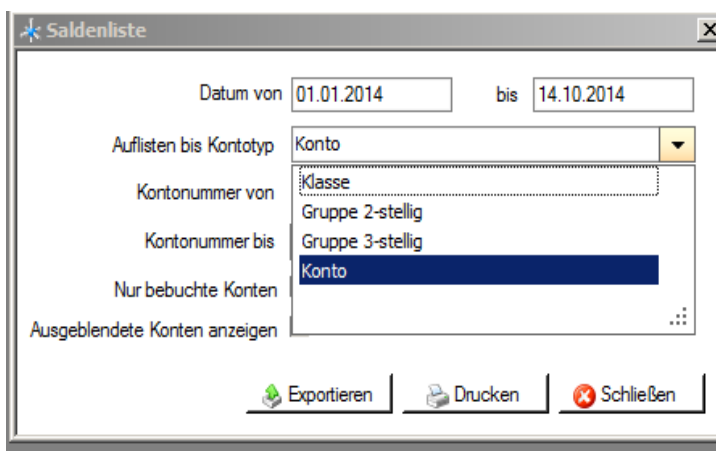 Saldenliste
Datum von 01.01.2014 bis 14.10.2014
Auflisten bis Kontotyp Konto
Klasse
Kontonummer von
Gruppe 2-stellig
Kontonummer bis Gruppe 3-stellig
Konto
Nur bebuchte Konten
Ausgeblendete Konten anzeigen
Exportieren Drucken Schließen